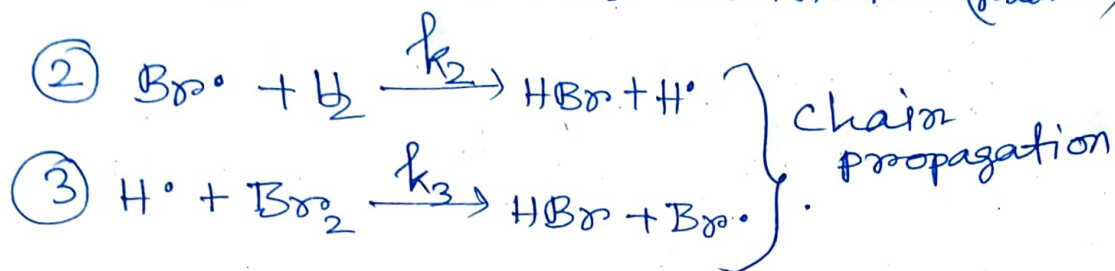 ② Br• + H₂ —k₂→ HBr + H•
③ H• + Br₂ —k₃→ HBr + Br•
chain
propagation.